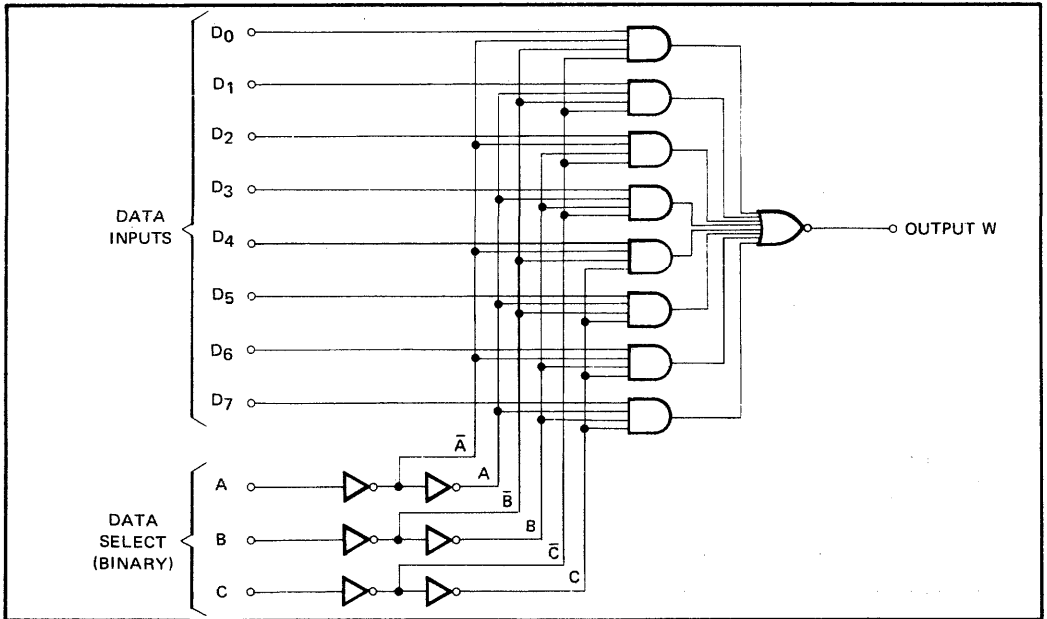 D0
D1
D2
D3
D4
D5
D6
D7
DATA
INPUTS
OUTPUT W
A̅
A
B̅
B
C̅
C
A
B
C
DATA
SELECT
(BINARY)